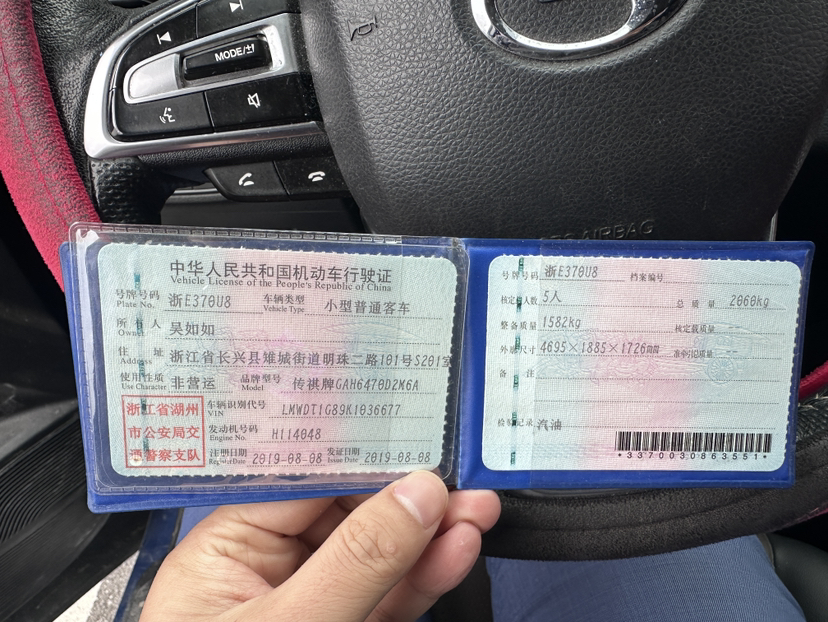 MODE/
AIRBAG
中华人民共和国机动车行驶证
Vehicle License of the People's Republic of China
号牌号码 浙E370U8 车辆类型 小型普通客车
Plate No. Vehicle Type
所有人 吴如如
Owner
住址 浙江省长兴县雉城街道明珠二路101号S201室
Address
使用性质 非营运 品牌型号 传祺牌GAH6470D2M6A
Use Character Model
浙江省湖州
市公安局交
通警察支队
车辆识别代号 LMWDT1G89K1036677
VIN
发动机号码 H114048
Engine No.
注册日期 2019-08-08 发证日期 2019-08-08
Register Date Issue Date
号牌号码 浙E370U8 档案编号
核定载人数 5人 总质量 2060kg
整备质量 1582kg 核定载质量 --
外廓尺寸 4695×1885×1726mm 准牵引总质量 --
备注
检验记录 汽油
*3370030863551*